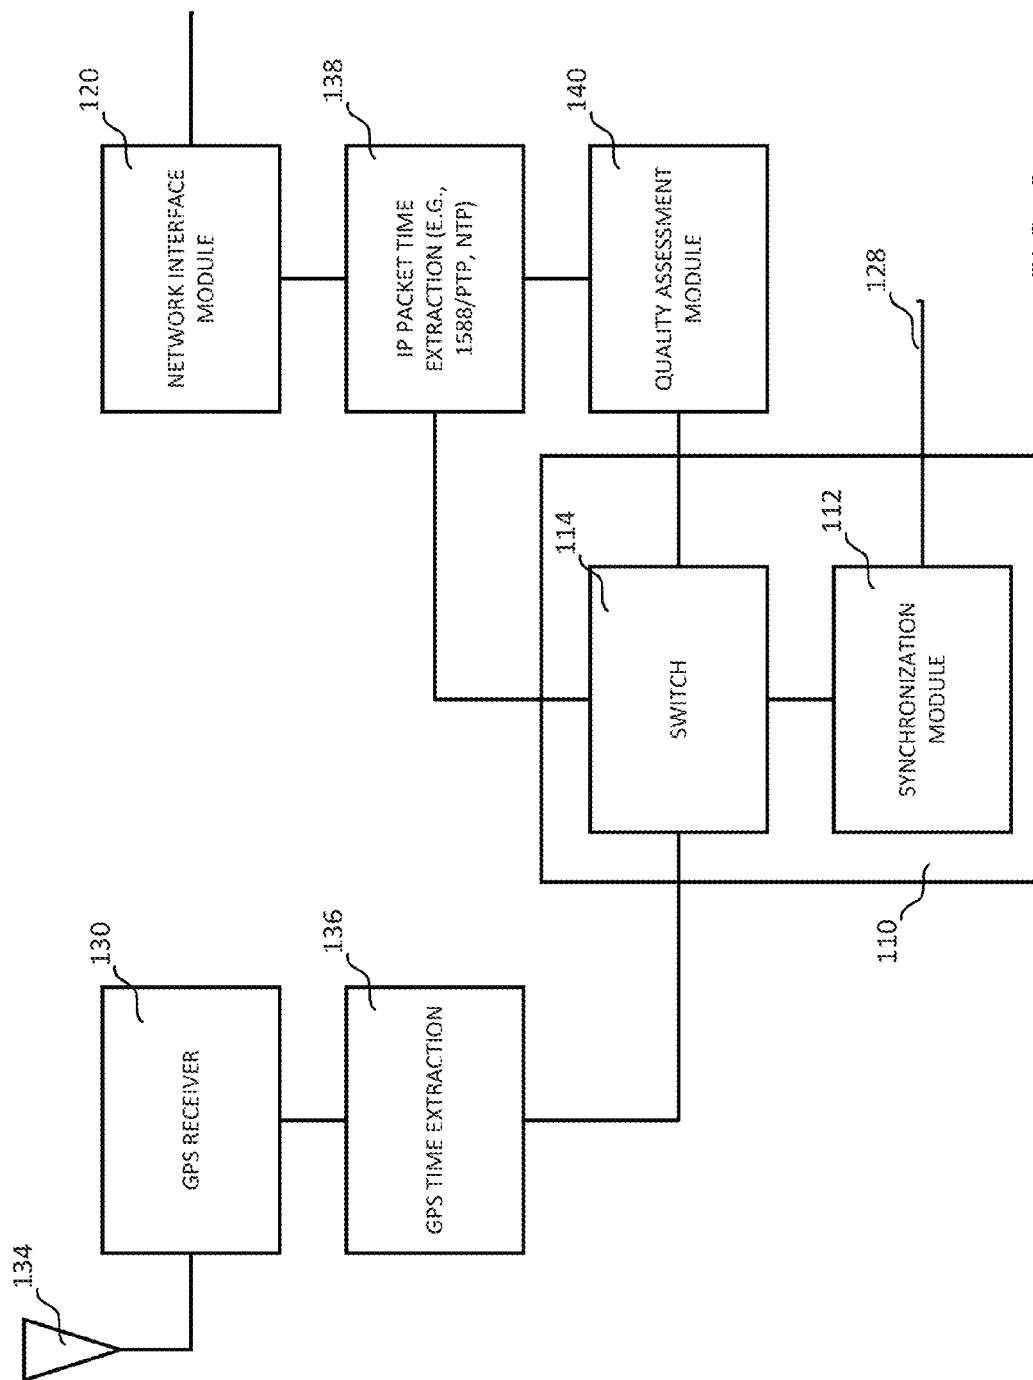 134
130
GPS RECEIVER
136
GPS TIME EXTRACTION
120
NETWORK INTERFACE
MODULE
138
IP PACKET TIME
EXTRACTION (E.G.,
1588/PTP, NTP)
140
QUALITY ASSESSMENT
MODULE
114
SWITCH
112
SYNCHRONIZATION
MODULE
110
128